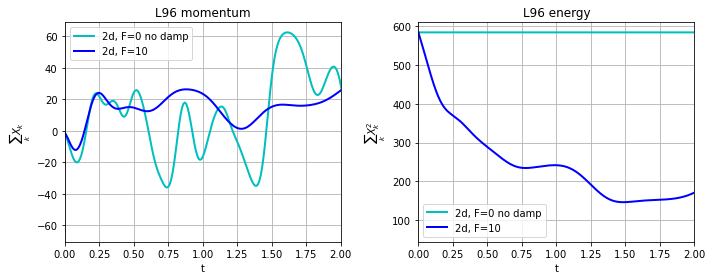 L96 momentum
2d, F=0 no damp
2d, F=10
60
40
20
0
−20
−40
−60
∑ₖ Xₖ
0.00 0.25 0.50 0.75 1.00 1.25 1.50 1.75 2.00
t
L96 energy
600
500
400
300
200
100
∑ₖ Xₖ²
2d, F=0 no damp
2d, F=10
0.00 0.25 0.50 0.75 1.00 1.25 1.50 1.75 2.00
t